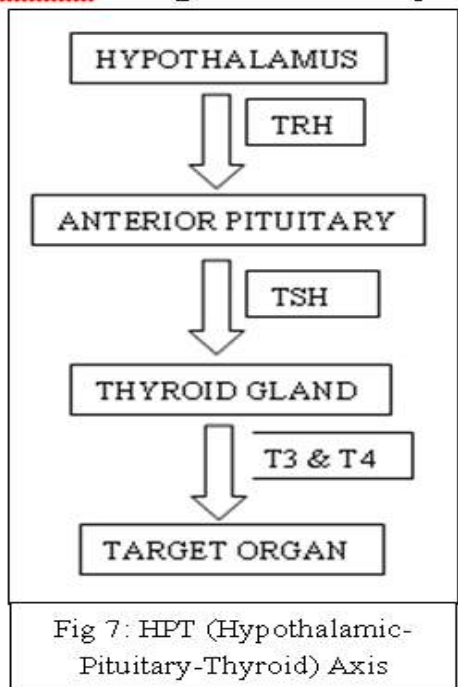 HYPOTHALAMUS
TRH
ANTERIOR PITUITARY
TSH
THYROID GLAND
T3 & T4
TARGET ORGAN
Fig 7: HPT (Hypothalamic-
Pituitary-Thyroid) Axis